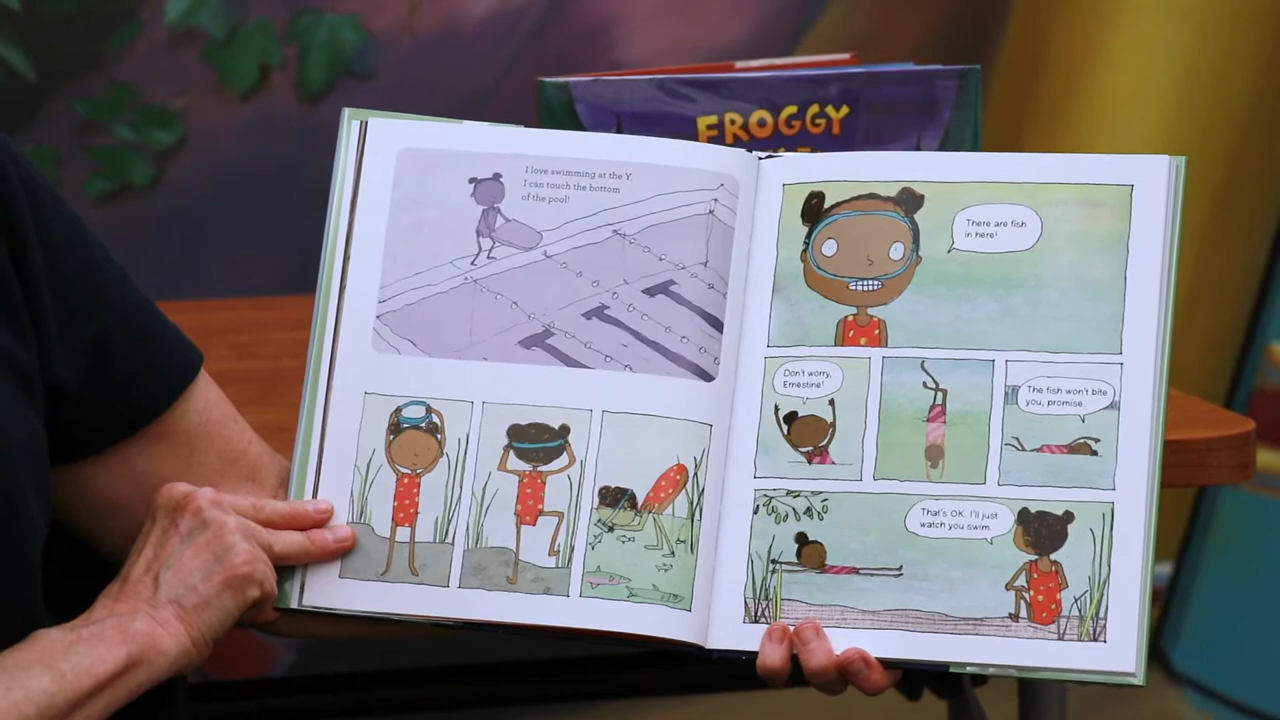 FROGGY
I love swimming at the Y.
I can touch the bottom
of the pool!
There are fish
in here!
Don't worry,
Ernestine!
The fish won't bite
you, promise.
That's OK. I'll just
watch you swim.